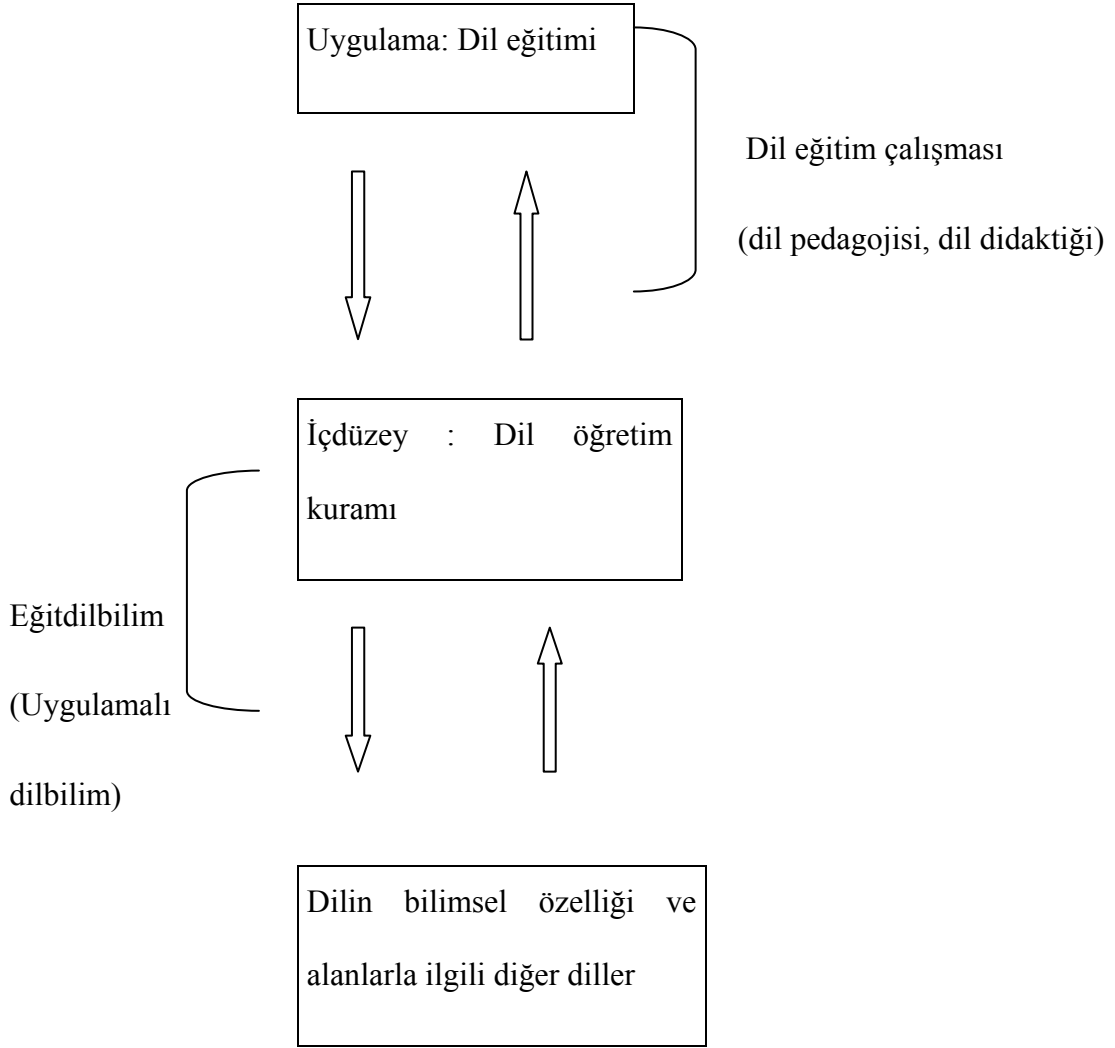 Uygulama: Dil eğitimi
Dil eğitim çalışması
(dil pedagojisi, dil didaktiği)
İçdüzey : Dil öğretim
kuramı
Eğitdilbilim
(Uygulamalı
dilbilim)
Dilin bilimsel özelliği ve
alanlarla ilgili diğer diller